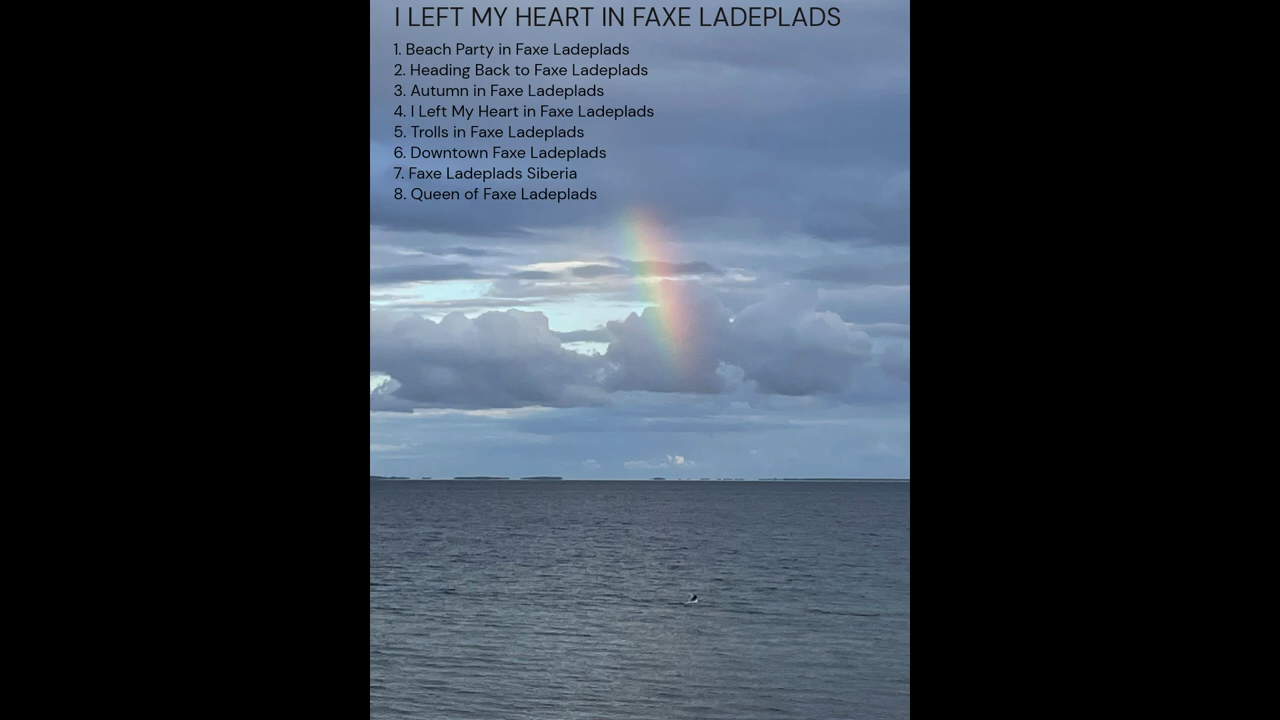 I LEFT MY HEART IN FAXE LADEPLADS
1. Beach Party in Faxe Ladeplads
2. Heading Back to Faxe Ladeplads
3. Autumn in Faxe Ladeplads
4. I Left My Heart in Faxe Ladeplads
5. Trolls in Faxe Ladeplads
6. Downtown Faxe Ladeplads
7. Faxe Ladeplads Siberia
8. Queen of Faxe Ladeplads